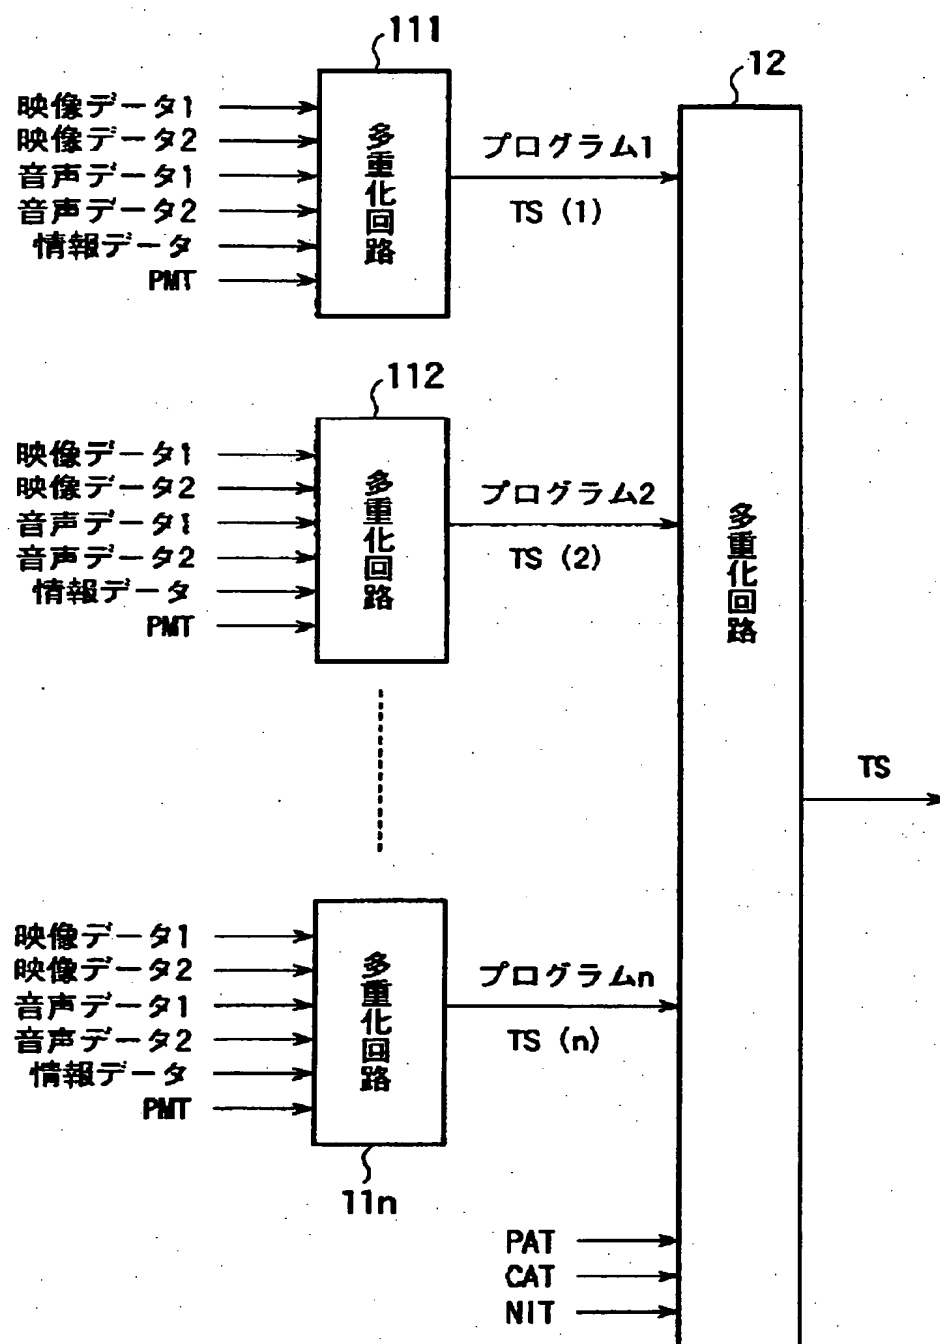 111
映像データ1
映像データ2
音声データ1
音声データ2
情報データ
PMT
多重化回路
プログラム1
TS (1)
12
多重化回路
112
映像データ1
映像データ2
音声データ1
音声データ2
情報データ
PMT
多重化回路
プログラム2
TS (2)
TS
映像データ1
映像データ2
音声データ1
音声データ2
情報データ
PMT
多重化回路
プログラムn
TS (n)
11n
PAT
CAT
NIT